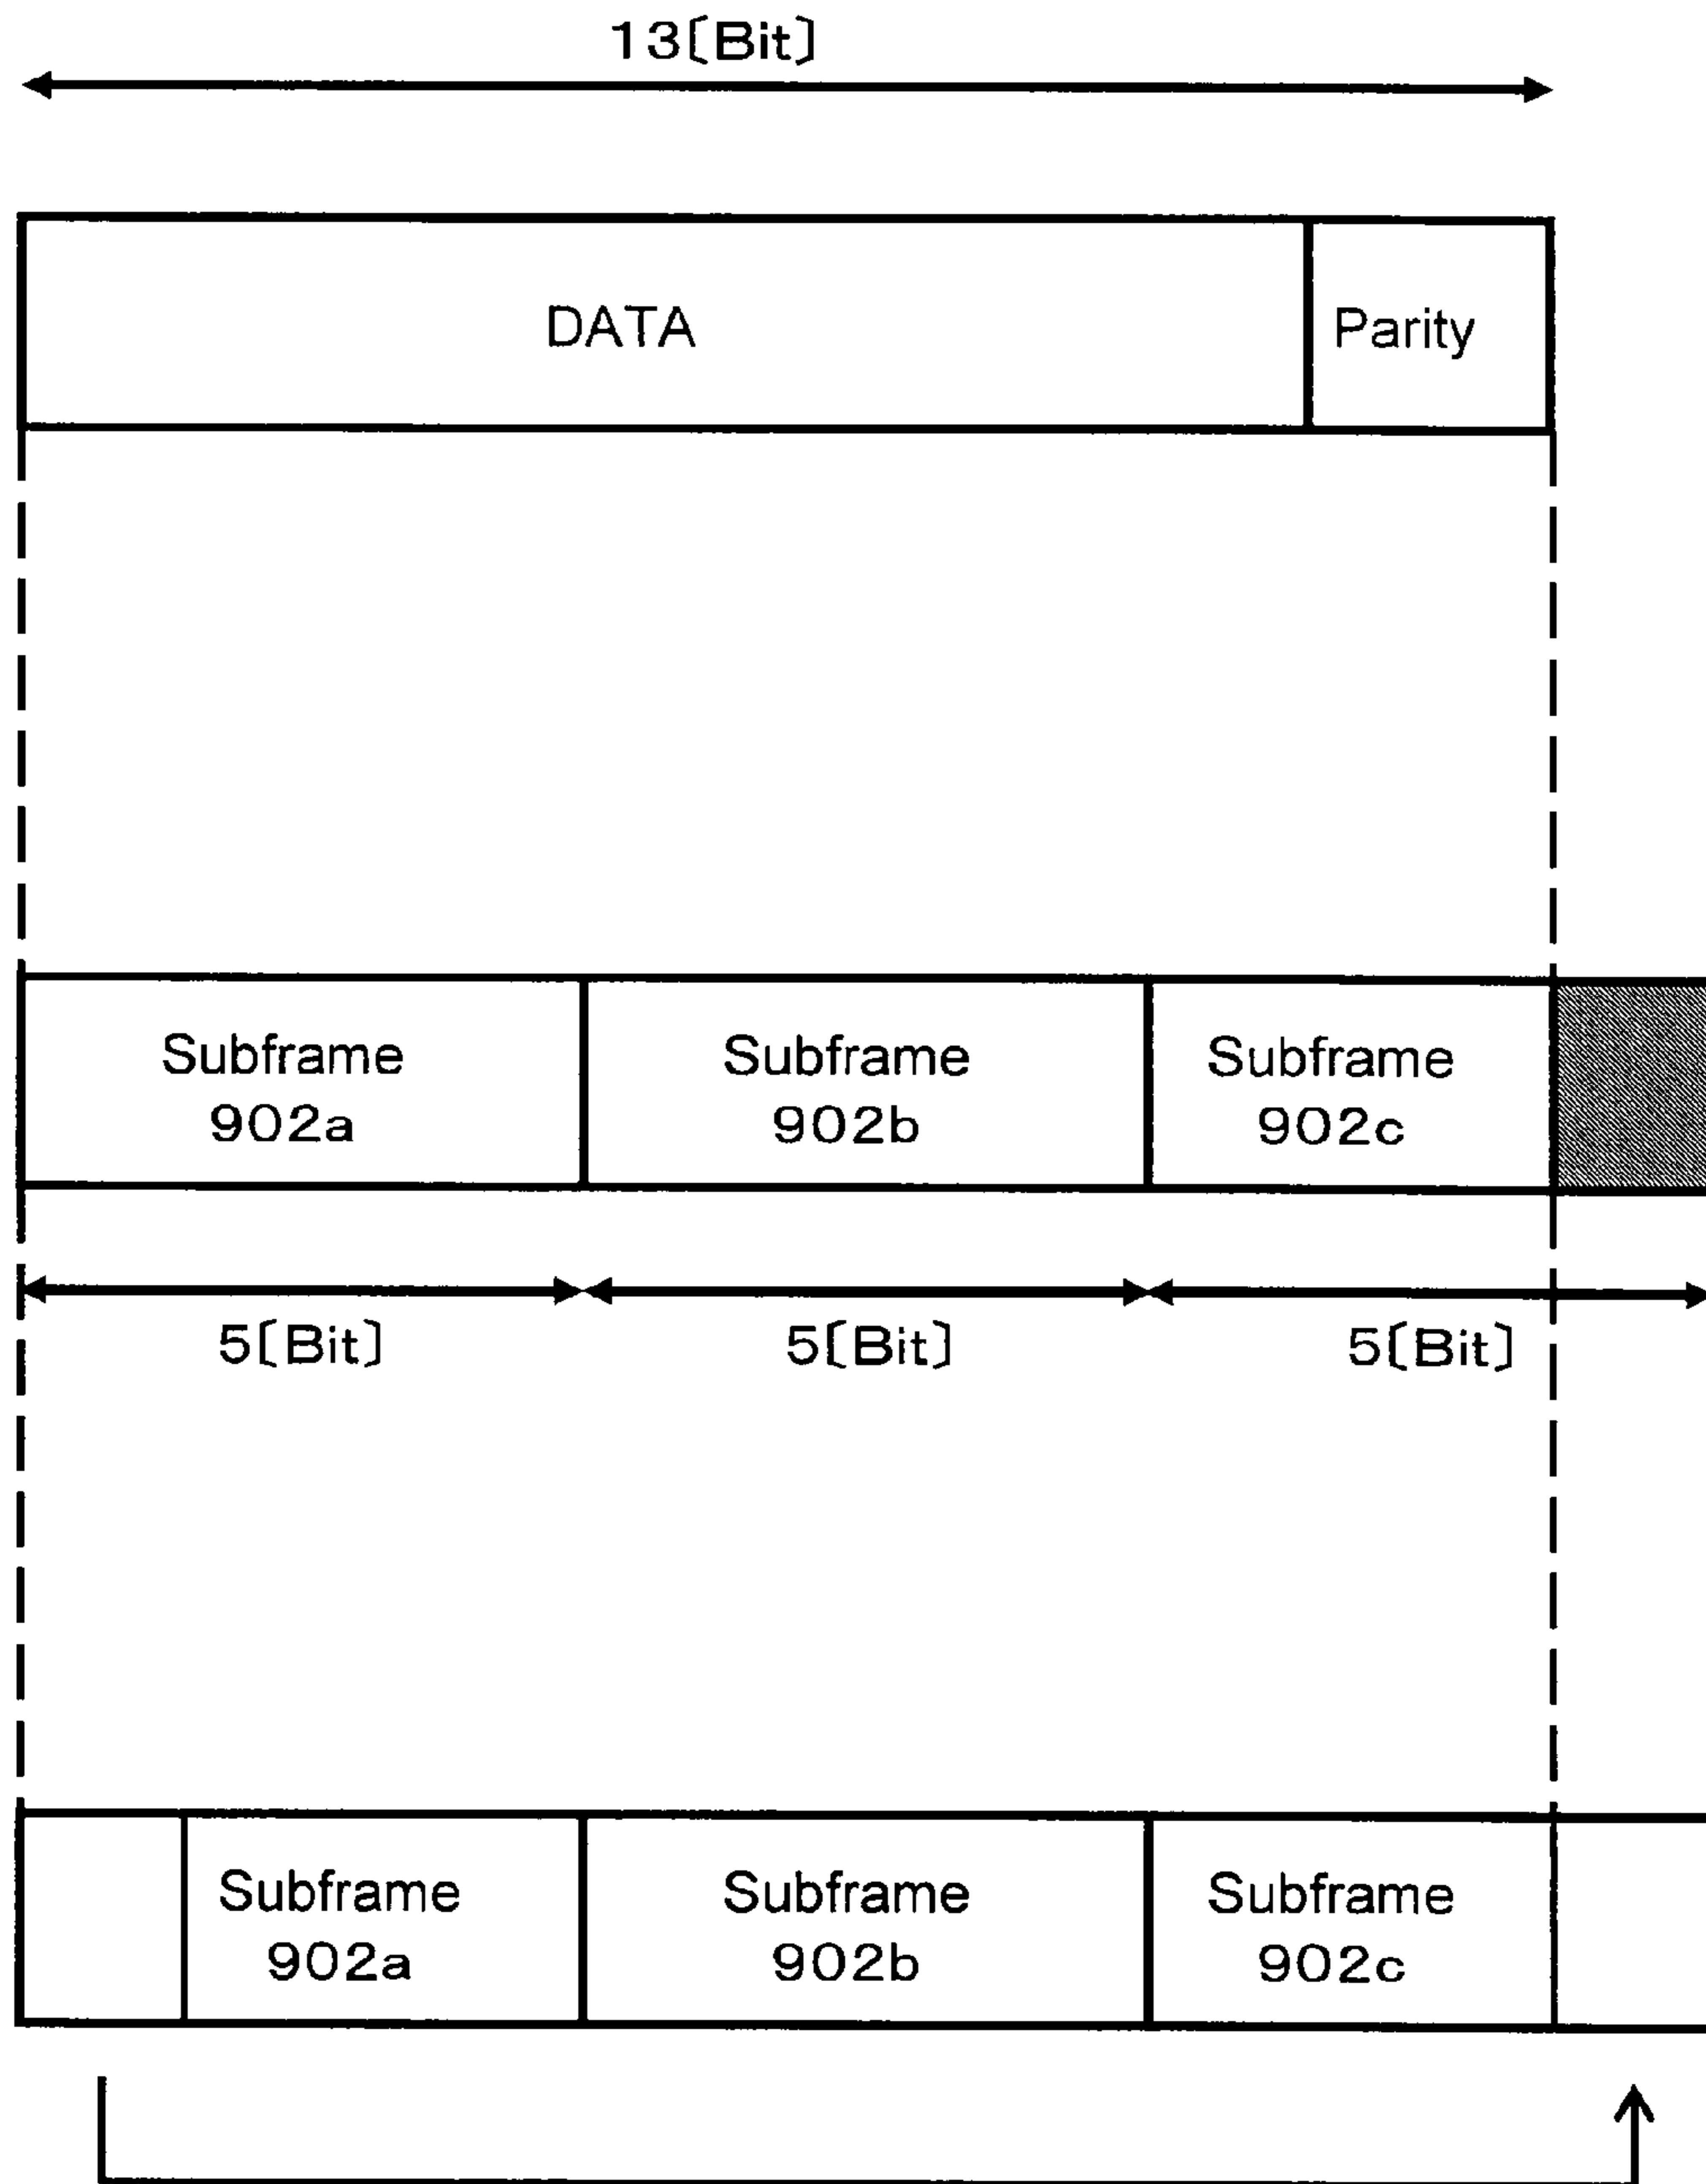 13[Bit]
DATA
Parity
Subframe
902a
Subframe
902b
Subframe
902c
5[Bit]
5[Bit]
5[Bit]
Subframe
902a
Subframe
902b
Subframe
902c